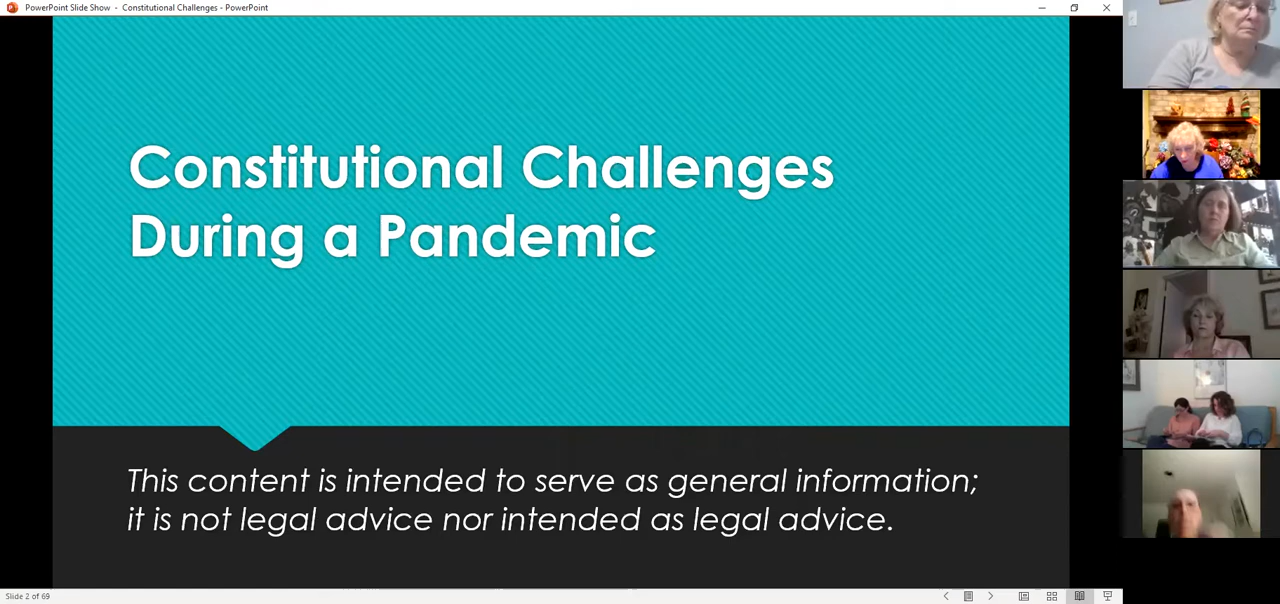 PowerPoint Slide Show - Constitutional Challenges - PowerPoint
Constitutional Challenges
During a Pandemic
This content is intended to serve as general information;
it is not legal advice nor intended as legal advice.
Slide 2 of 69